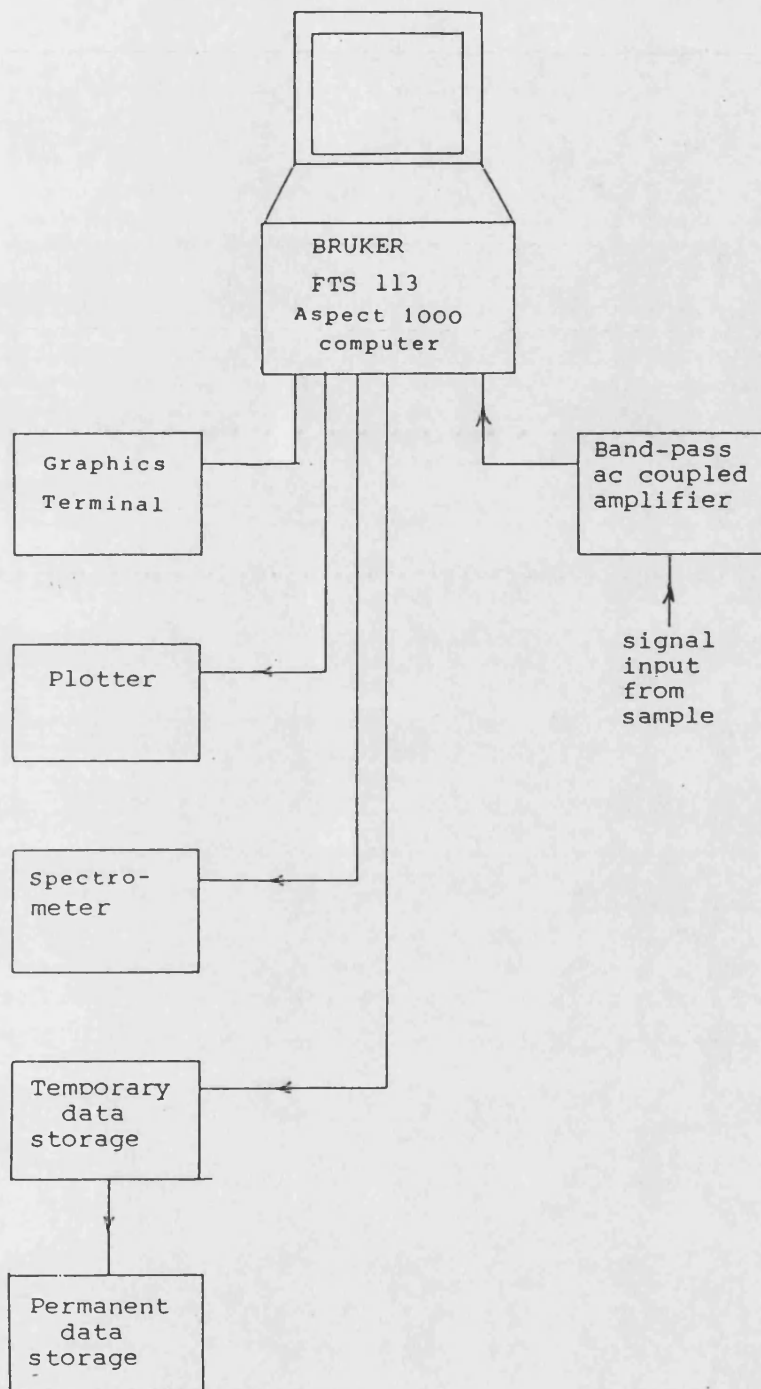 BRUKER
FTS 113
Aspect 1000
computer
Graphics
Terminal
Band-pass
ac coupled
amplifier
signal
input
from
sample
Plotter
Spectro-
meter
Temporary
data
storage
Permanent
data
storage